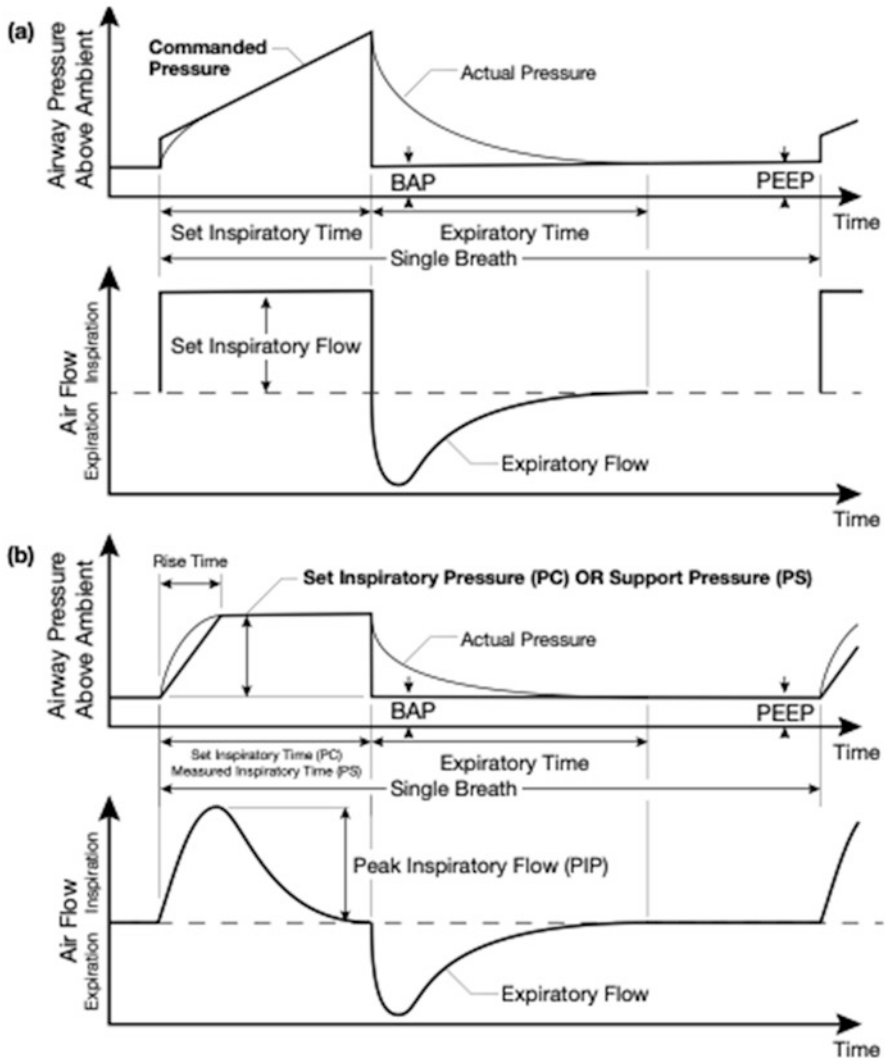 (a)
Airway Pressure
Above Ambient
Commanded
Pressure
Actual Pressure
BAP
PEEP
Time
Set Inspiratory Time
Expiratory Time
Single Breath
Air Flow
Expiration Inspiration
Set Inspiratory Flow
Expiratory Flow
Time
(b)
Airway Pressure
Above Ambient
Rise Time
Set Inspiratory Pressure (PC) OR Support Pressure (PS)
Actual Pressure
BAP
PEEP
Time
Set Inspiratory Time (PC)
Measured Inspiratory Time (PS)
Expiratory Time
Single Breath
Air Flow
Expiration Inspiration
Peak Inspiratory Flow (PIP)
Expiratory Flow
Time